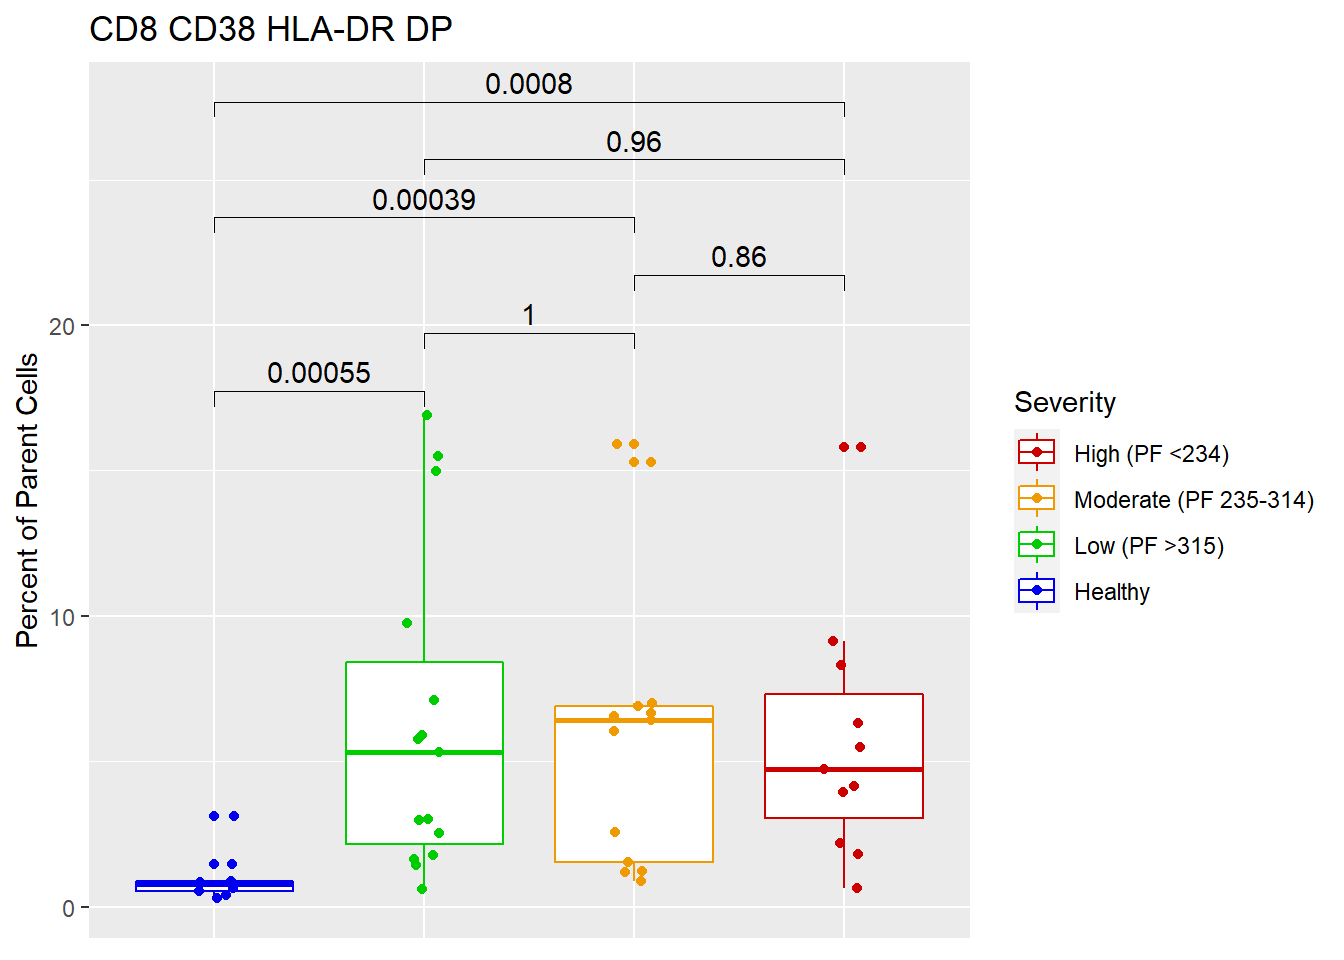 CD8 CD38 HLA-DR DP
0.0008
0.96
0.00039
0.86
1
0.00055
20
10
0
Percent of Parent Cells
Severity
High (PF <234)
Moderate (PF 235-314)
Low (PF >315)
Healthy